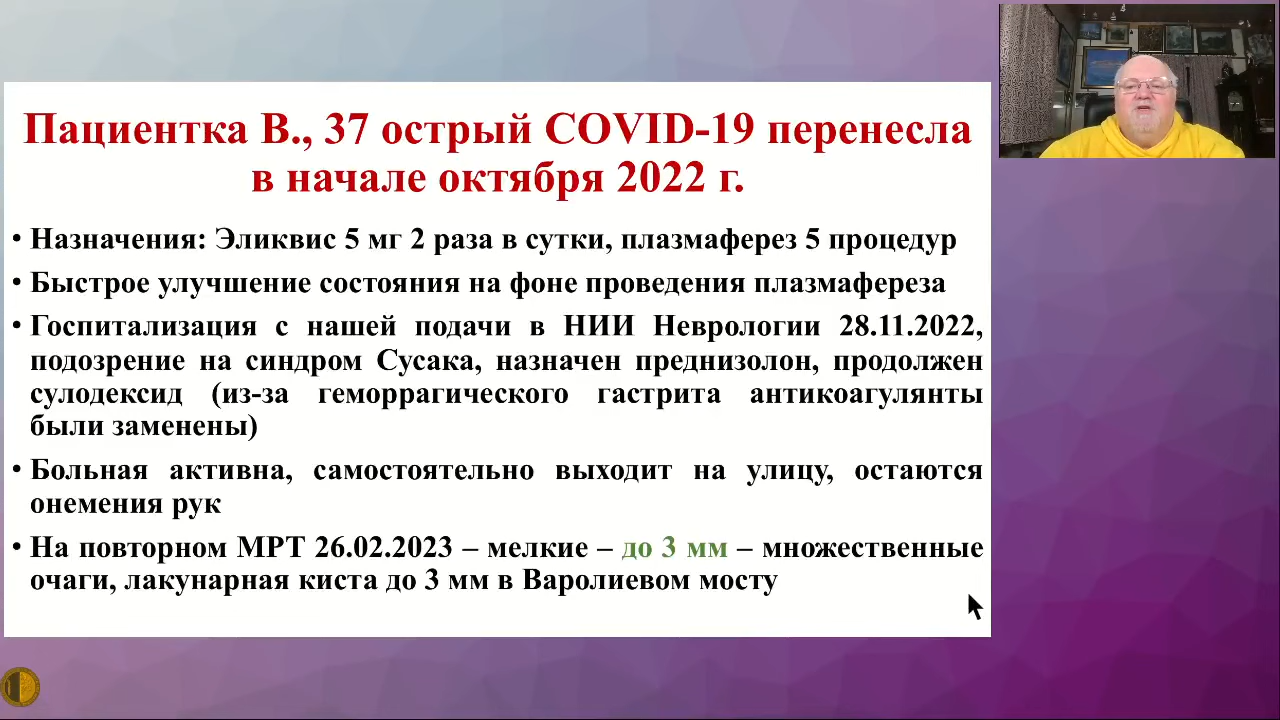 Пациентка В., 37 острый COVID-19 перенесла
в начале октября 2022 г.
• Назначения: Эликвис 5 мг 2 раза в сутки, плазмаферез 5 процедур
• Быстрое улучшение состояния на фоне проведения плазмафереза
• Госпитализация с нашей подачи в НИИ Неврологии 28.11.2022,
подозрение на синдром Сусака, назначен преднизолон, продолжен
сулодексид (из-за геморрагического гастрита антикоагулянты
были заменены)
• Больная активна, самостоятельно выходит на улицу, остаются
онемения рук
• На повторном МРТ 26.02.2023 – мелкие – до 3 мм – множественные
очаги, лакунарная киста до 3 мм в Варолиевом мосту